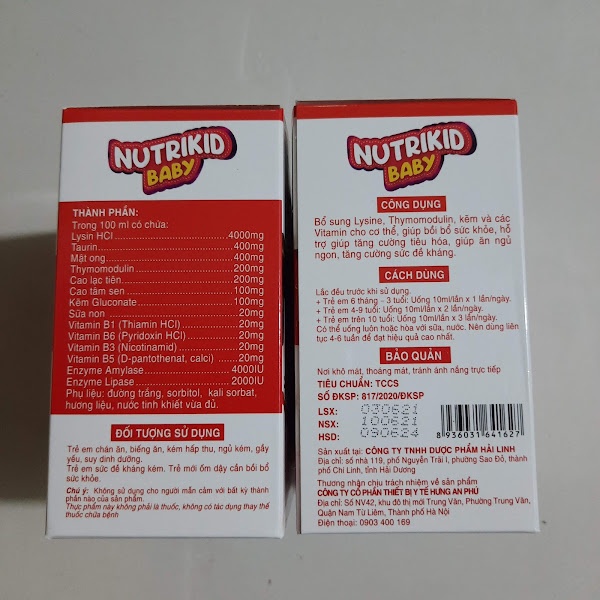 NUTRIKID
BABY
THÀNH PHẦN:
Trong 100 ml có chứa:
Lysin HCl 4000mg
Taurin 400mg
Mật ong 400mg
Thymomodulin 200mg
Cao lạc tiên 200mg
Cao tâm sen 100mg
Kẽm Gluconate 100mg
Sữa non 20mg
Vitamin B1 (Thiamin HCl) 20mg
Vitamin B6 (Pyridoxin HCl) 20mg
Vitamin B3 (Nicotinamid) 20mg
Vitamin B5 (D-pantothenat, calci) 20mg
Enzyme Amylase 4000IU
Enzyme Lipase 2000IU
Phụ liệu: đường trắng, sorbitol, kali sorbat,
hương liệu, nước tinh khiết vừa đủ.
ĐỐI TƯỢNG SỬ DỤNG
Trẻ em chán ăn, biếng ăn, kém hấp thu, ngủ kém, gầy
yếu, suy dinh dưỡng.
Trẻ em sức đề kháng kém. Trẻ mới ốm dậy cần bồi bổ
sức khỏe.
Chú ý: Không sử dụng cho người mẫn cảm với bất kỳ thành
phần nào của sản phẩm.
Thực phẩm này không phải là thuốc, không có tác dụng thay thế
thuốc chữa bệnh
NUTRIKID
BABY
CÔNG DỤNG
Bổ sung Lysine, Thymomodulin, kẽm và các
Vitamin cho cơ thể, giúp bồi bổ sức khỏe, hỗ
trợ giúp tăng cường tiêu hóa, giúp ăn ngủ
ngon, tăng cường sức đề kháng.
CÁCH DÙNG
Lắc đều trước khi sử dụng.
+ Trẻ em 6 tháng - 3 tuổi: Uống 10ml/lần x 1 lần/ngày.
+ Trẻ em 4-9 tuổi: Uống 10ml/lần x 2 lần/ngày.
+ Trẻ em trên 10 tuổi: Uống 10ml/lần x 3 lần/ngày.
Có thể uống luôn hoặc hòa với sữa, nước. Nên dùng liên
tục 4-6 tuần để đạt hiệu quả cao nhất.
BẢO QUẢN
Nơi khô mát, thoáng mát, tránh ánh nắng trực tiếp
TIÊU CHUẨN: TCCS
SỐ ĐKSP: 817/2020/ĐKSP
LSX: 030621
NSX: 100621
HSD: 090624
8 936031 641627
Sản xuất tại: CÔNG TY TNHH DƯỢC PHẨM HẢI LINH
Địa chỉ: số nhà 119, phố Nguyễn Trãi I, phường Sao Đỏ, thành
phố Chí Linh, tỉnh Hải Dương
Thương nhân chịu trách nhiệm về sản phẩm
CÔNG TY CỔ PHẦN THIẾT BỊ Y TẾ HƯNG AN PHÚ
Địa chỉ: Số NV42, khu đô thị mới Trung Văn, Phường Trung Văn,
Quận Nam Từ Liêm, Thành phố Hà Nội
Điện thoại: 0903 400 169